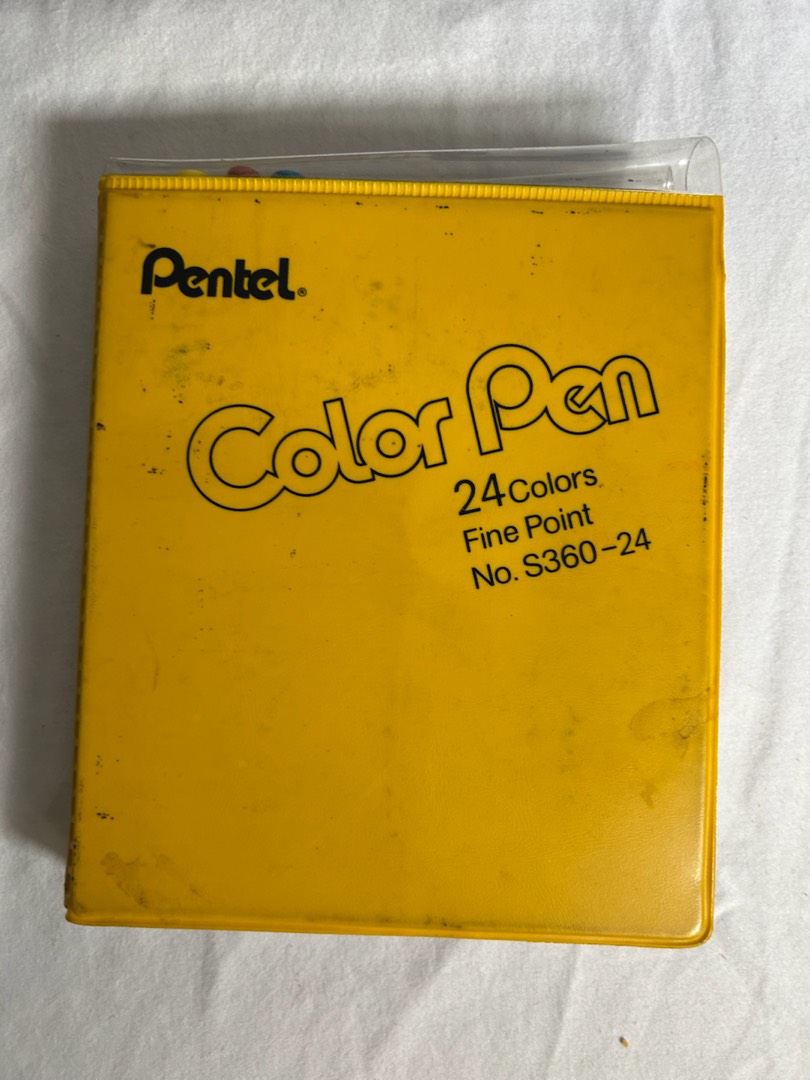 Pentel®
Color Pen
24 Colors
Fine Point
No. S360-24